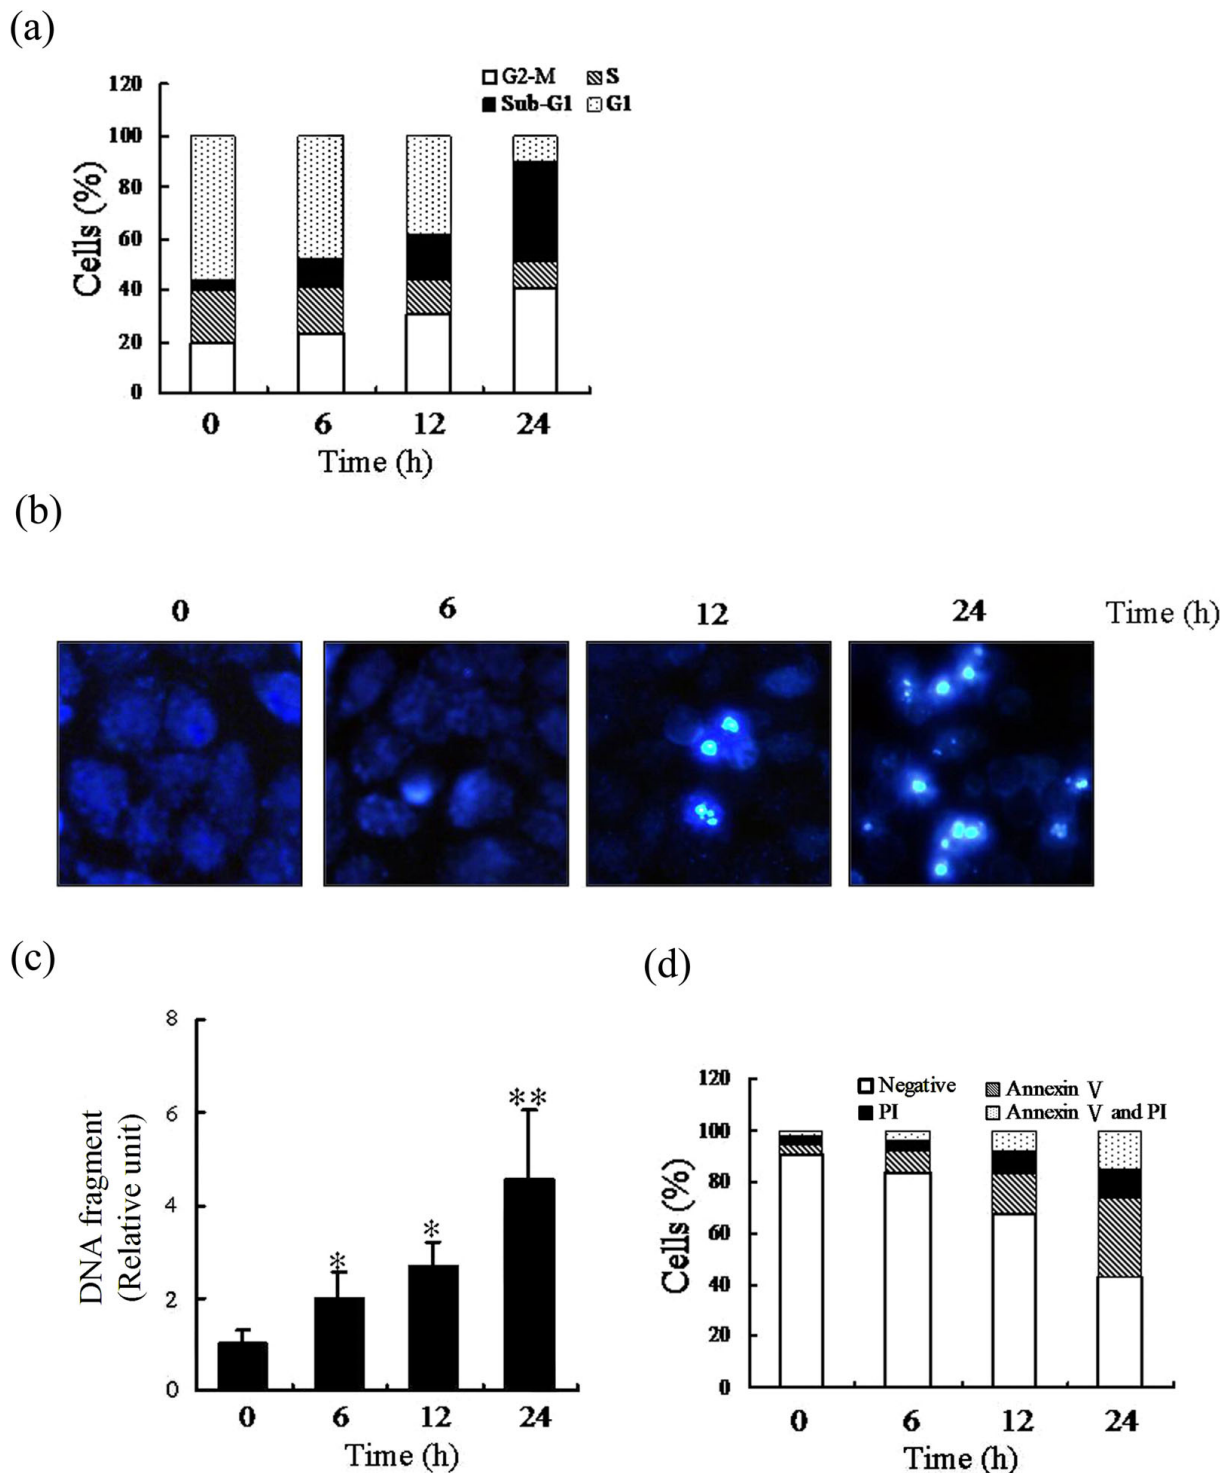 (a)
G2-M S
Sub-G1 G1
120
100
80
60
40
20
0
Cells (%)
0 6 12 24
Time (h)
(b)
0 6 12 24 Time (h)
(c)
8
6
4
2
0
DNA fragment
(Relative unit)
* * **
0 6 12 24
Time (h)
(d)
Negative Annexin V
PI Annexin V and PI
120
100
80
60
40
20
0
Cells (%)
0 6 12 24
Time (h)